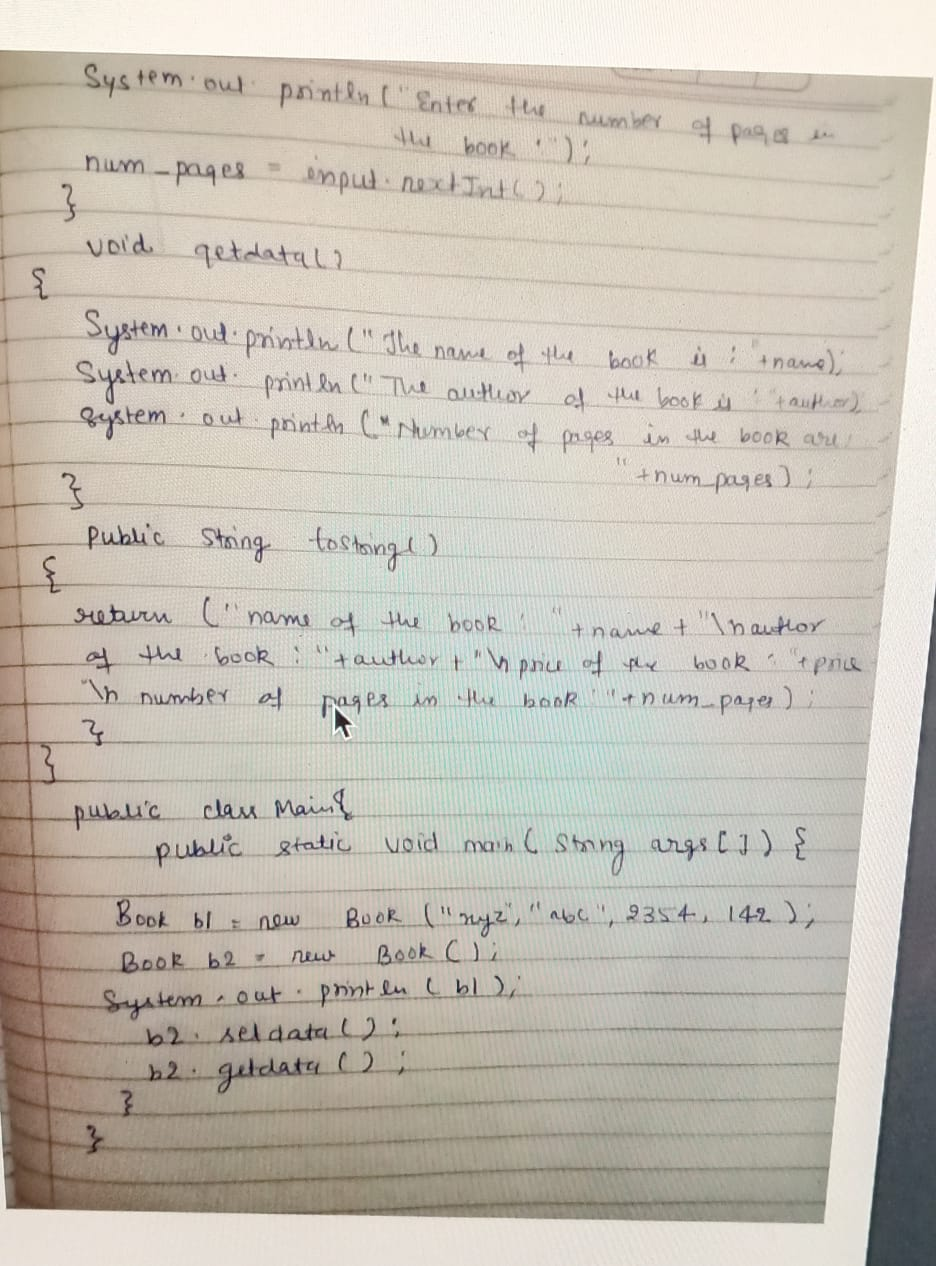 System.out. println ( "Enter the number of pages in
the book : ");
num_pages = input.nextInt();
}
void getdata()
{
System.out.println (" The name of the book is : "+name);
System.out. println (" The author of the book is : "+author)
System.out.println ("Number of pages in the book are:
"+num_pages) ;
}
public String tostring()
{
return ("name of the book : "+name+ "\nauthor
of the book : "+author+ "\n price of the book : "+price
"\n number of pages in the book : "+num_pages) ;
}
}
public class Main{
public static void main ( String args [ ] ) {
Book b1 = new Book ("xyz", "abc", 2354, 142 );
Book b2 = new Book ( );
System.out.println ( b1 );
b2. setdata ( ) ;
b2. getdata ( ) ;
}
}